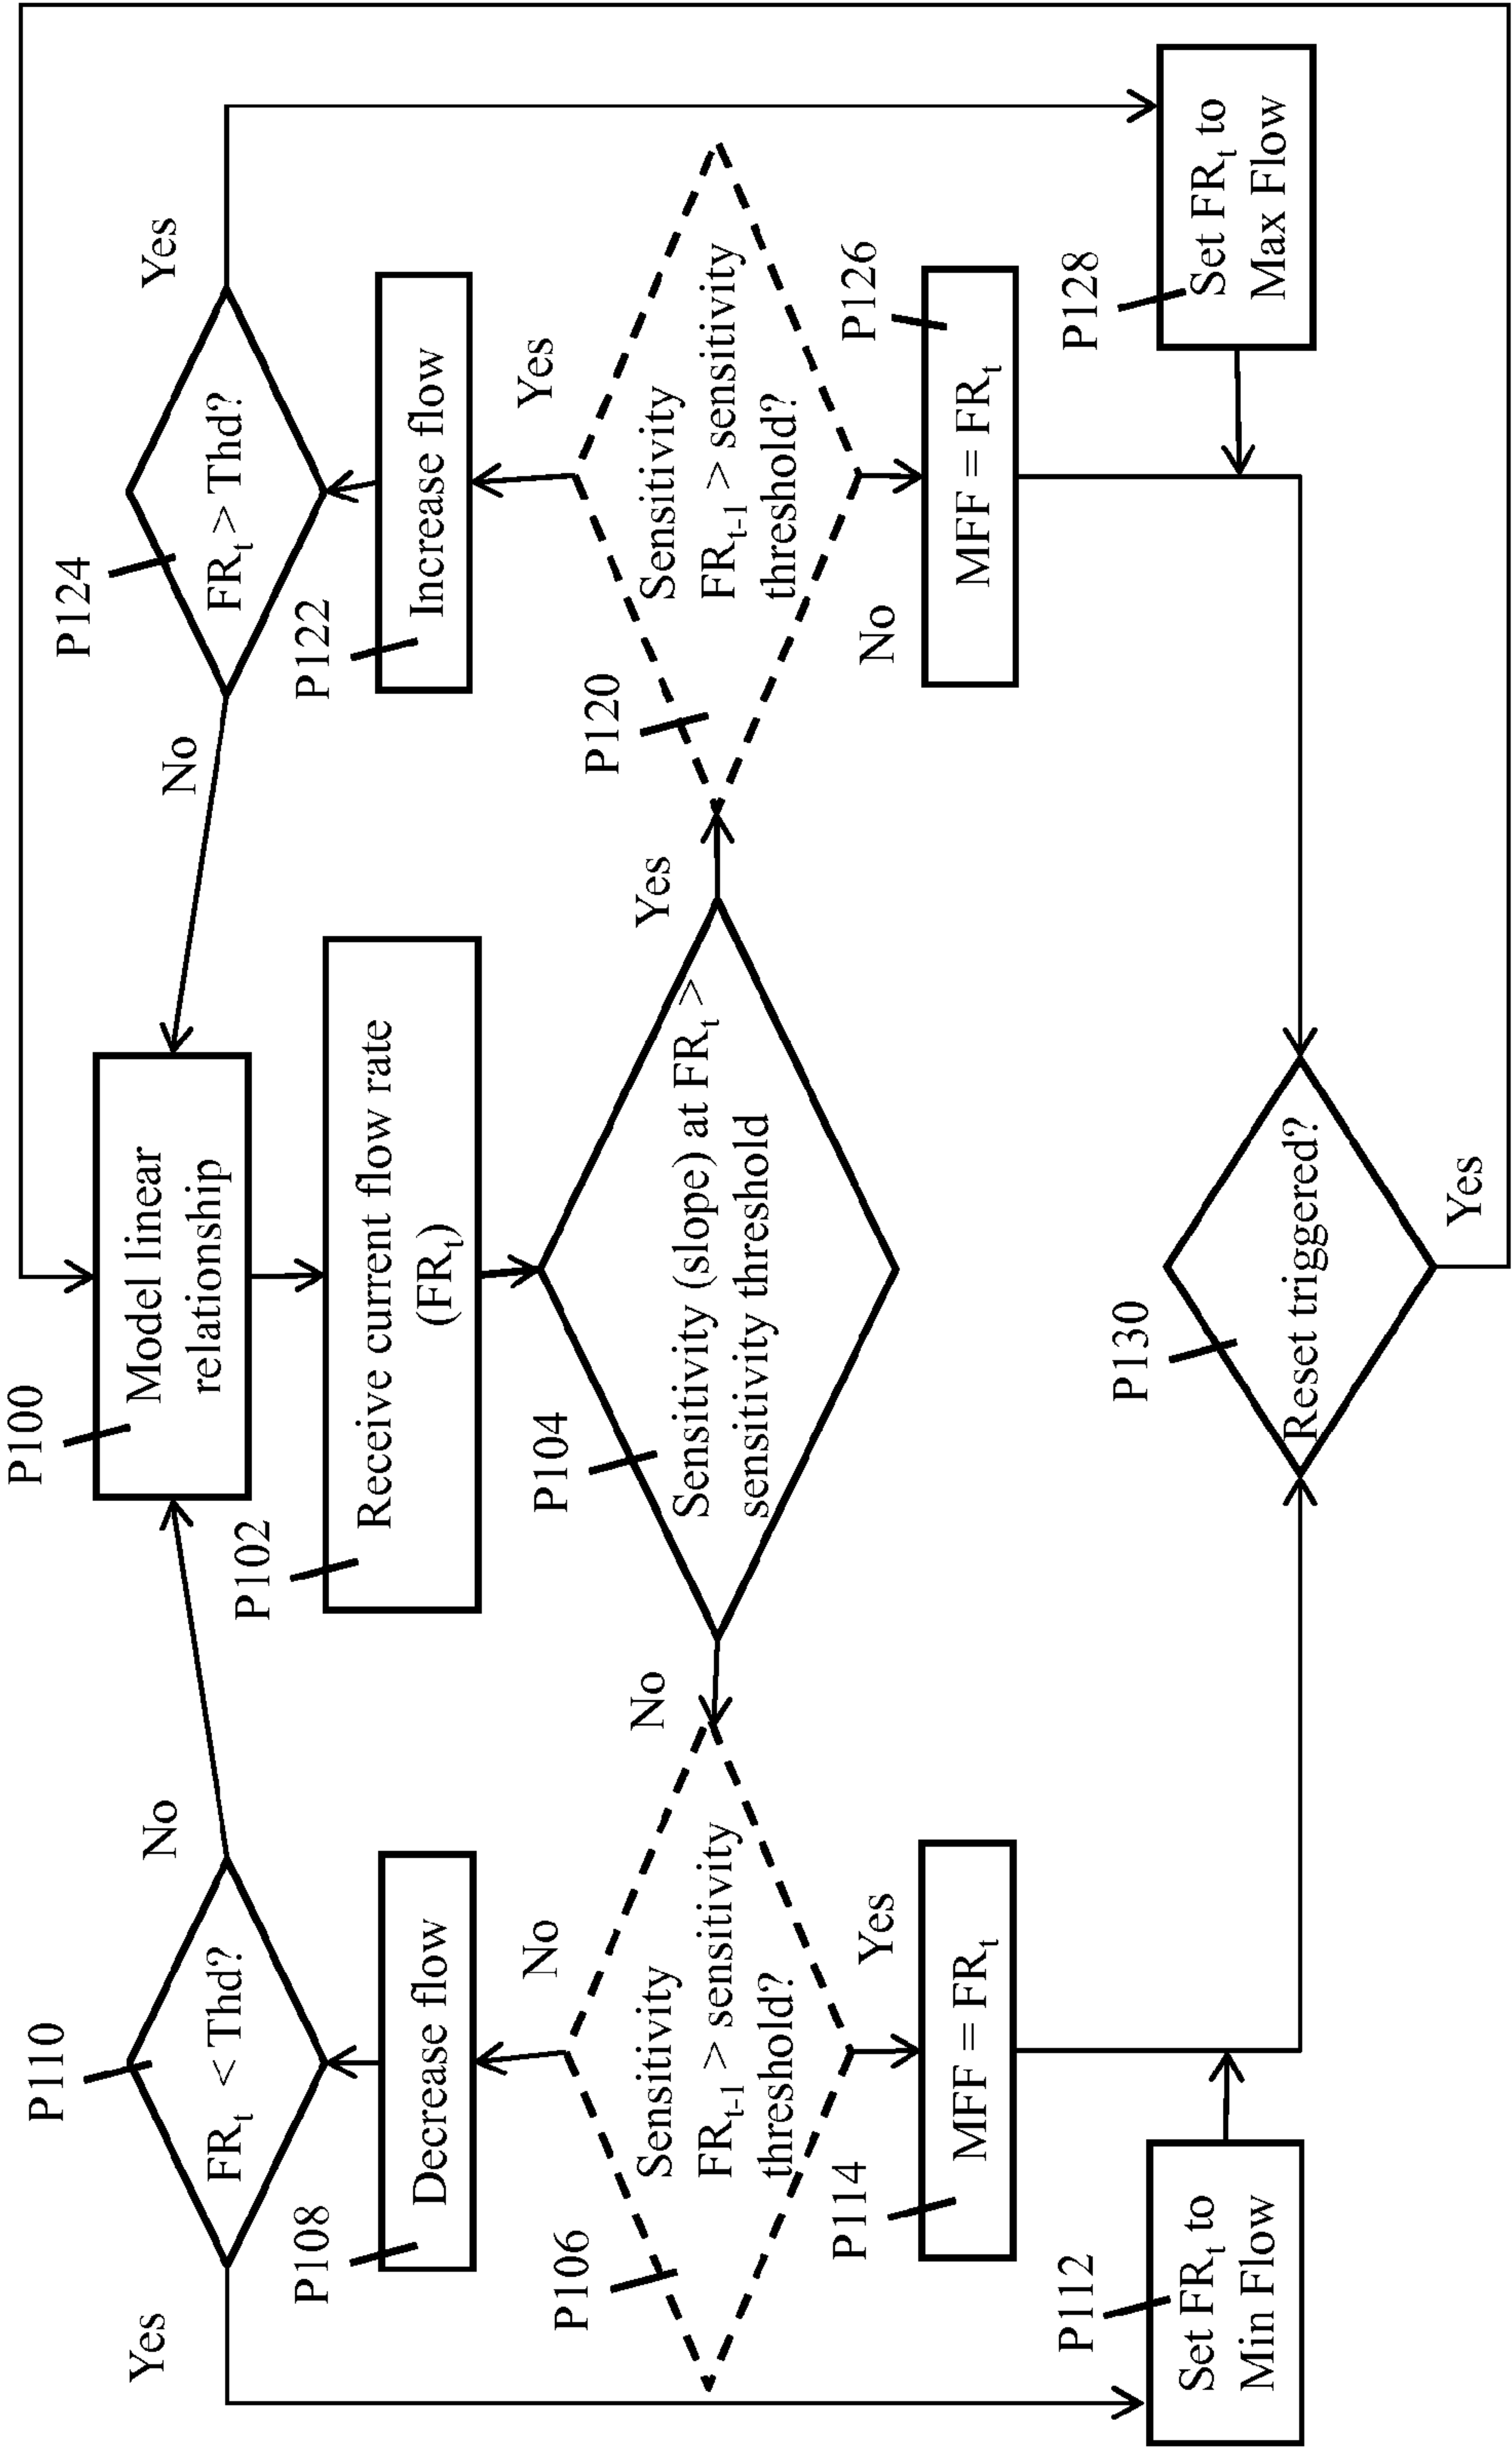 P100
Model linear
relationship
P102
Receive current flow rate
(FRt)
P104
Sensitivity (slope) at FRt >
sensitivity threshold
No
Yes
P106
Sensitivity
FRt-1 > sensitivity
threshold?
No
Yes
P108
Decrease flow
P110
FRt < Thd?
Yes
No
P112
Set FRt to
Min Flow
P114
MFF = FRt
P120
Sensitivity
FRt-1 > sensitivity
threshold?
Yes
No
P122
Increase flow
P124
FRt > Thd?
No
Yes
P126
MFF = FRt
P128
Set FRt to
Max Flow
P130
Reset triggered?
Yes